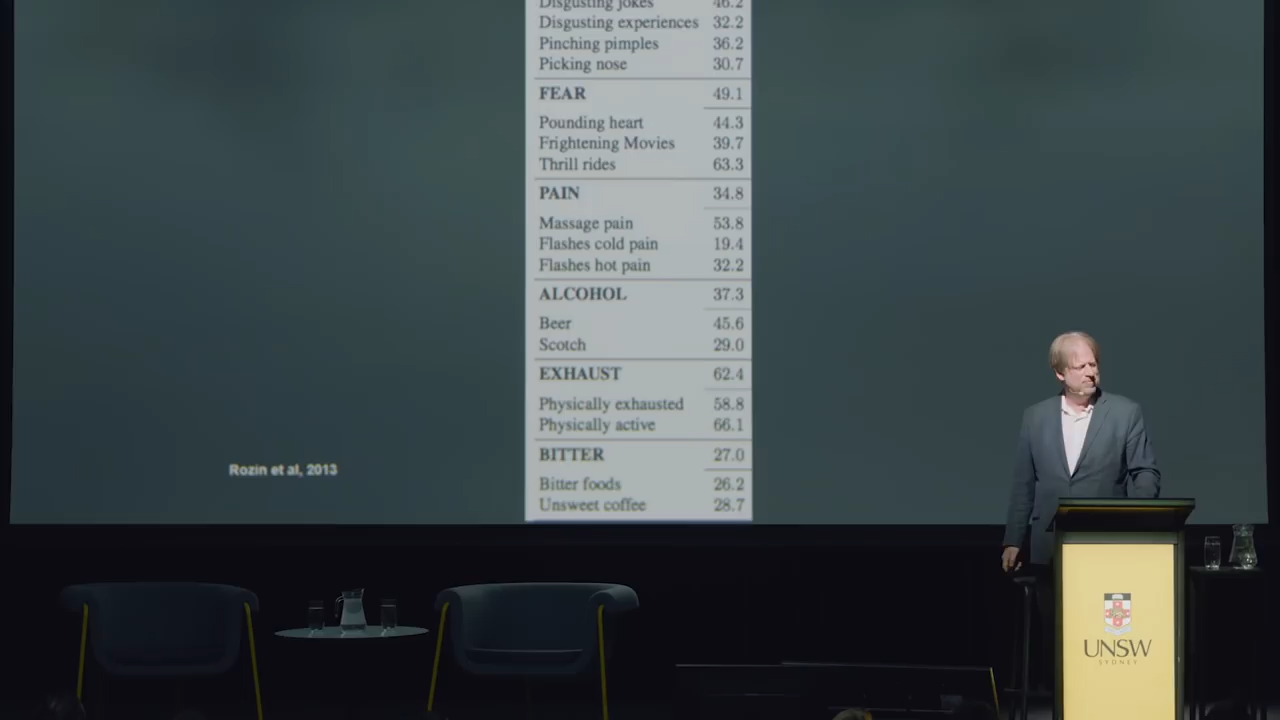 Disgusting jokes 46.2
Disgusting experiences 32.2
Pinching pimples 36.2
Picking nose 30.7
FEAR 49.1
Pounding heart 44.3
Frightening Movies 39.7
Thrill rides 63.3
PAIN 34.8
Massage pain 53.8
Flashes cold pain 19.4
Flashes hot pain 32.2
ALCOHOL 37.3
Beer 45.6
Scotch 29.0
EXHAUST 62.4
Physically exhausted 58.8
Physically active 66.1
BITTER 27.0
Bitter foods 26.2
Unsweet coffee 28.7
Rozin et al, 2013
UNSW
SYDNEY